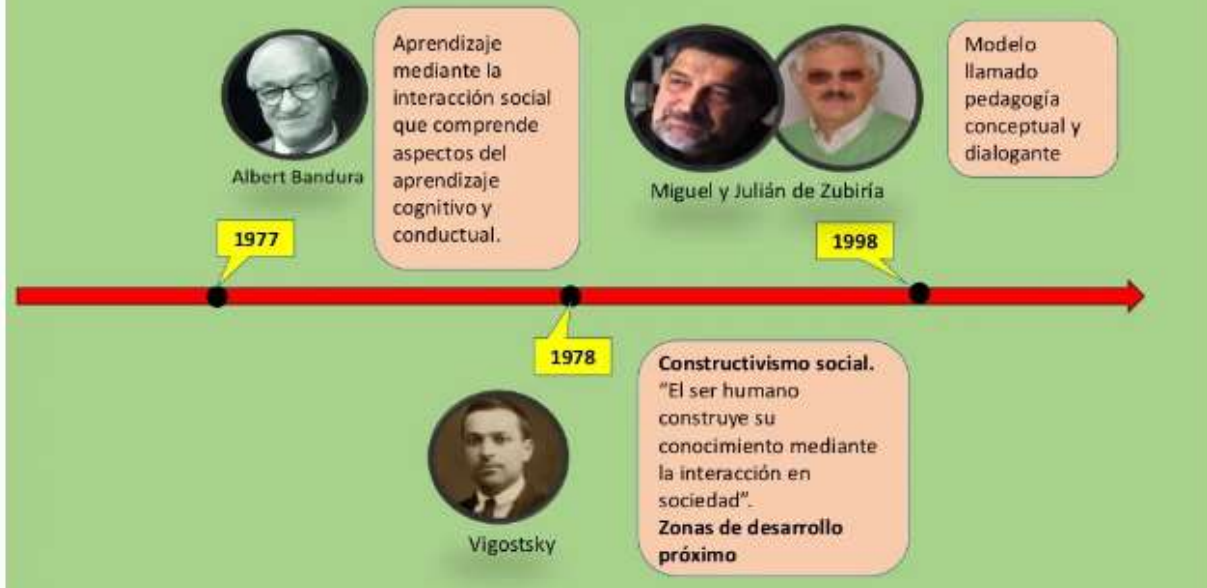 Albert Bandura
Aprendizaje
mediante la
interacción social
que comprende
aspectos del
aprendizaje
cognitivo y
conductual.
1977
Miguel y Julián de Zubiría
Modelo
llamado
pedagogía
conceptual y
dialogante
1998
1978
Vigostsky
Constructivismo social.
"El ser humano
construye su
conocimiento mediante
la interacción en
sociedad".
Zonas de desarrollo
próximo